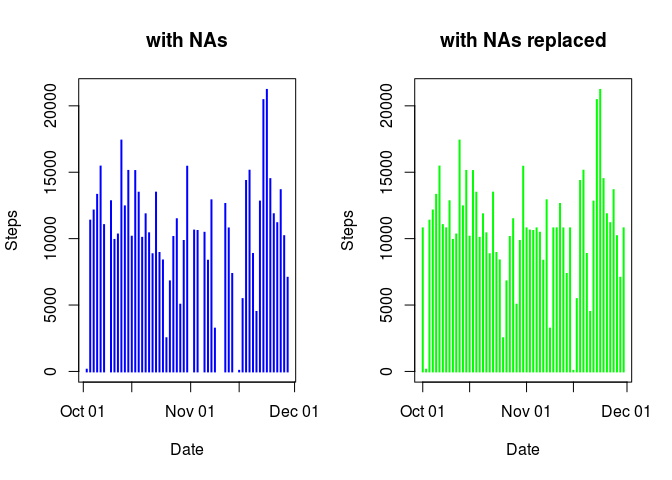 with NAs
Steps
0
5000
10000
15000
20000
Oct 01
Nov 01
Dec 01
Date
with NAs replaced
Steps
0
5000
10000
15000
20000
Oct 01
Nov 01
Dec 01
Date